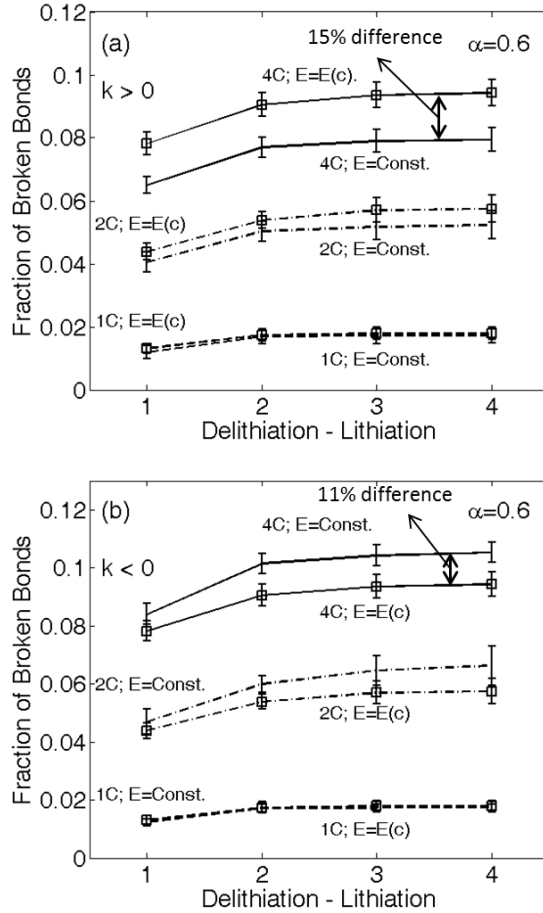 (a)
15% difference
α=0.6
k > 0
4C; E=E(c).
4C; E=Const.
2C; E=E(c)
2C; E=Const.
1C; E=E(c)
1C; E=Const.
0.12
0.1
0.08
0.06
0.04
0.02
0
Fraction of Broken Bonds
1 2 3 4
Delithiation - Lithiation
(b)
11% difference
α=0.6
k < 0
4C; E=Const.
4C; E=E(c)
2C; E=Const.
2C; E=E(c)
1C; E=Const.
1C; E=E(c)
0.12
0.1
0.08
0.06
0.04
0.02
0
Fraction of Broken Bonds
1 2 3 4
Delithiation - Lithiation